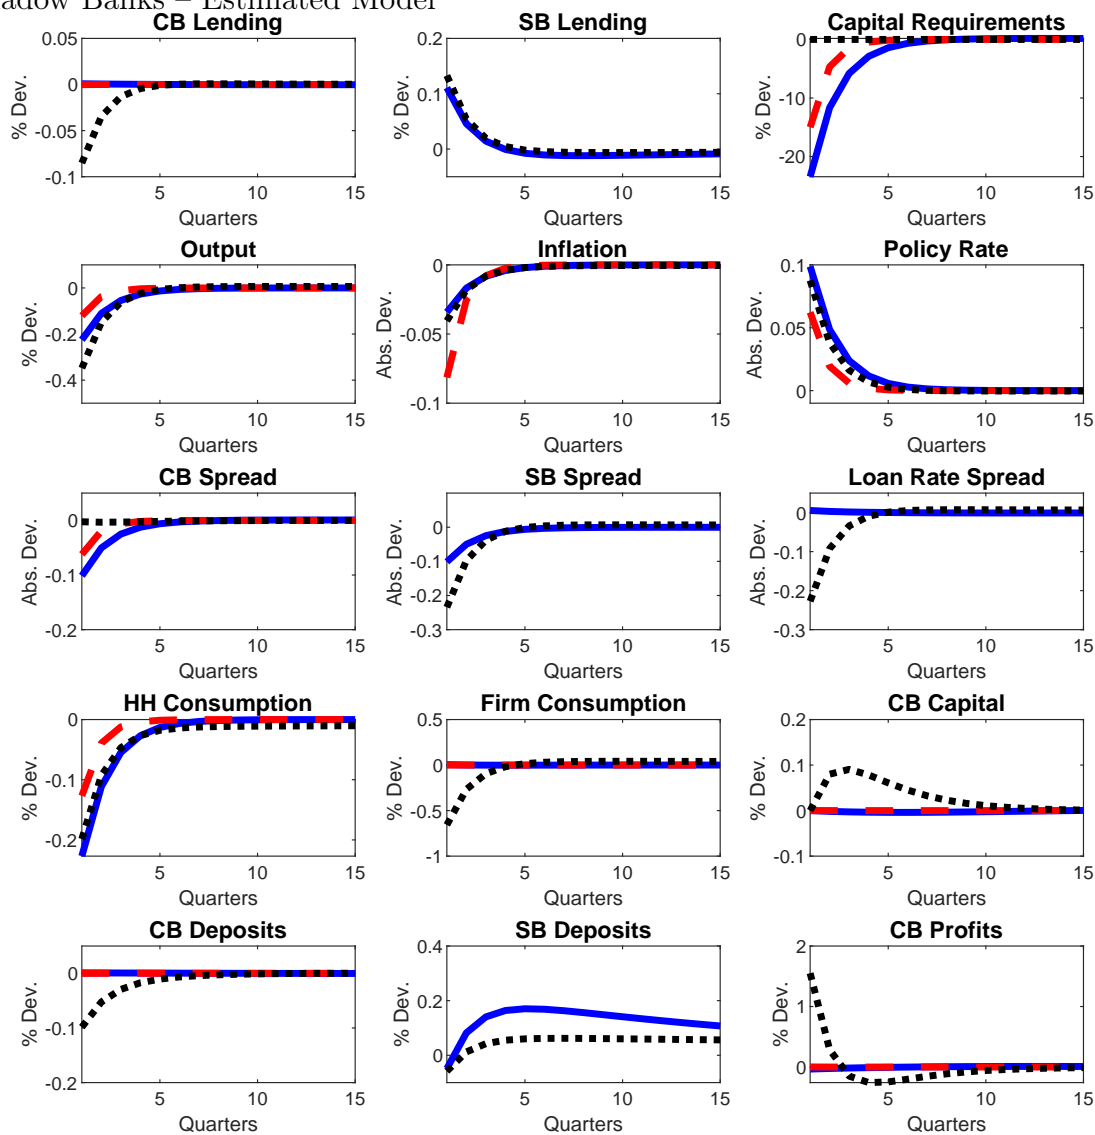 adow Banks – Estimated Model
CB Lending SB Lending Capital Requirements
0.05 0.2 0
0 0.1 -10
-0.05 0 -20
-0.1
% Dev. % Dev. % Dev.
5 10 15 5 10 15 5 10 15
Quarters Quarters Quarters
Output Inflation Policy Rate
0 0 0.1
-0.2 -0.05 0.05
-0.4 -0.1 0
% Dev. Abs. Dev. Abs. Dev.
5 10 15 5 10 15 5 10 15
Quarters Quarters Quarters
CB Spread SB Spread Loan Rate Spread
0 0 0
-0.1 -0.1 -0.1
-0.2 -0.2 -0.2
-0.3 -0.3
Abs. Dev. Abs. Dev. Abs. Dev.
5 10 15 5 10 15 5 10 15
Quarters Quarters Quarters
HH Consumption Firm Consumption CB Capital
0 0.5 0.2
-0.1 0 0.1
-0.2 -0.5 0
-1 -0.1
% Dev. % Dev. % Dev.
5 10 15 5 10 15 5 10 15
Quarters Quarters Quarters
CB Deposits SB Deposits CB Profits
0 0.4 2
-0.1 0.2 1
-0.2 0 0
% Dev. % Dev. % Dev.
5 10 15 5 10 15 5 10 15
Quarters Quarters Quarters